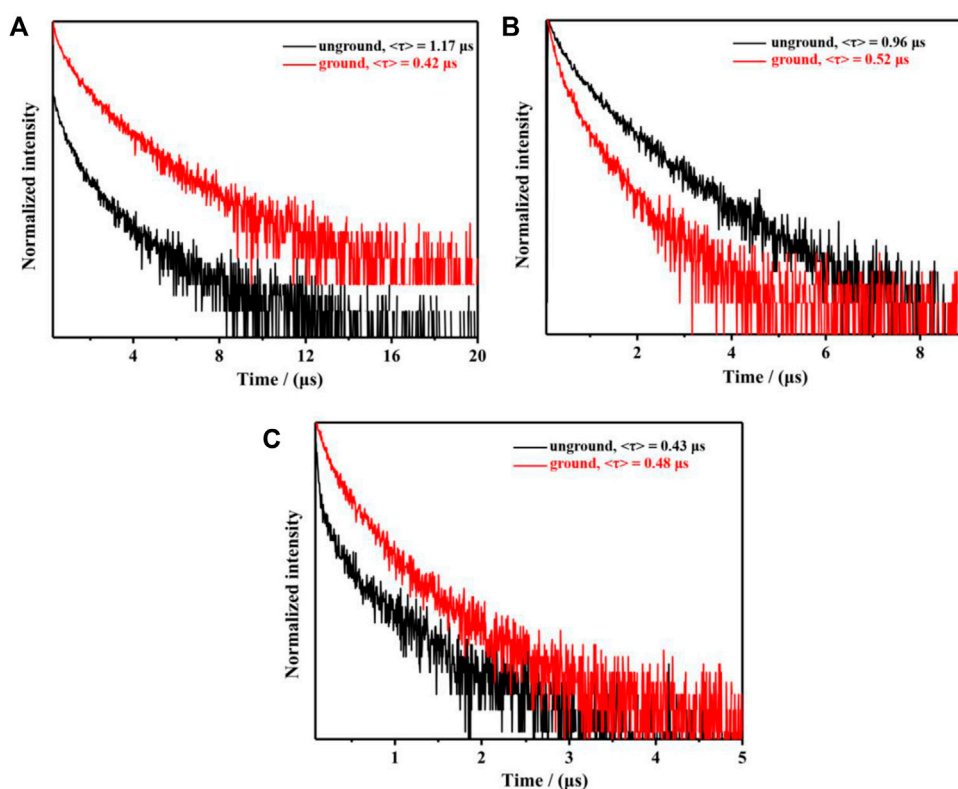 A
unground, <τ> = 1.17 μs
ground, <τ> = 0.42 μs
Normalized intensity
4 8 12 16 20
Time / (μs)
B
unground, <τ> = 0.96 μs
ground, <τ> = 0.52 μs
Normalized intensity
2 4 6 8
Time / (μs)
C
unground, <τ> = 0.43 μs
ground, <τ> = 0.48 μs
Normalized intensity
1 2 3 4 5
Time / (μs)